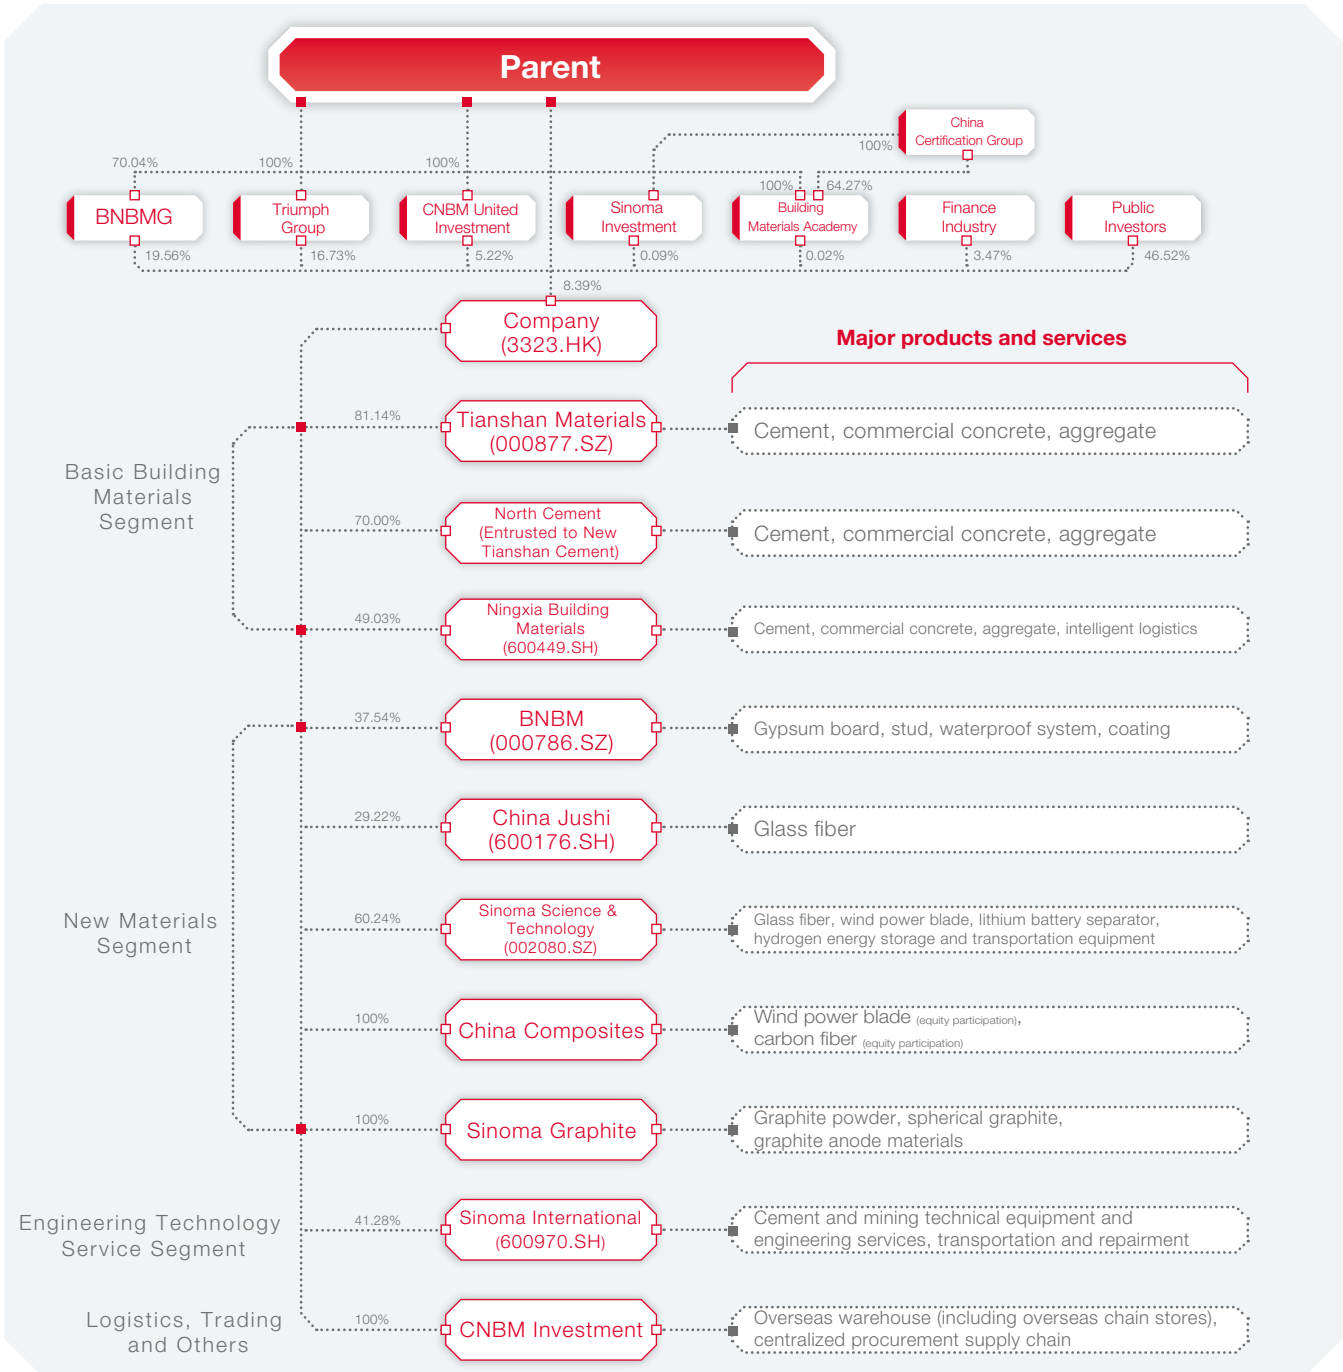 Parent
China
Certification Group
100%
70.04%
100%
100%
100%
64.27%
BNBMG
Triumph
Group
CNBM United
Investment
Sinoma
Investment
Building
Materials Academy
Finance
Industry
Public
Investors
19.56%
16.73%
5.22%
0.09%
0.02%
3.47%
46.52%
8.39%
Company
(3323.HK)
Major products and services
Basic Building
Materials
Segment
81.14%
Tianshan Materials
(000877.SZ)
Cement, commercial concrete, aggregate
70.00%
North Cement
(Entrusted to New
Tianshan Cement)
Cement, commercial concrete, aggregate
49.03%
Ningxia Building
Materials
(600449.SH)
Cement, commercial concrete, aggregate, intelligent logistics
New Materials
Segment
37.54%
BNBM
(000786.SZ)
Gypsum board, stud, waterproof system, coating
29.22%
China Jushi
(600176.SH)
Glass fiber
60.24%
Sinoma Science &
Technology
(002080.SZ)
Glass fiber, wind power blade, lithium battery separator,
hydrogen energy storage and transportation equipment
100%
China Composites
Wind power blade (equity participation),
carbon fiber (equity participation)
100%
Sinoma Graphite
Graphite powder, spherical graphite,
graphite anode materials
Engineering Technology
Service Segment
41.28%
Sinoma International
(600970.SH)
Cement and mining technical equipment and
engineering services, transportation and repairment
Logistics, Trading
and Others
100%
CNBM Investment
Overseas warehouse (including overseas chain stores),
centralized procurement supply chain